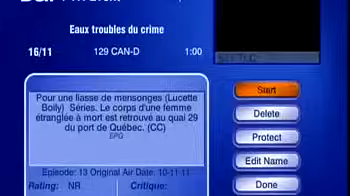 Eaux troubles du crime
16/11 129 CAN-D 1:00
Pour une liasse de mensonges (Lucette
Boily) Séries. Le corps d'une femme
étranglée à mort est retrouvé au quai 29
du port de Québec. (CC)
EPG
Episode: 13 Original Air Date: 10-11-11
Rating: NR Critique:
Start
Delete
Protect
Edit Name
Done